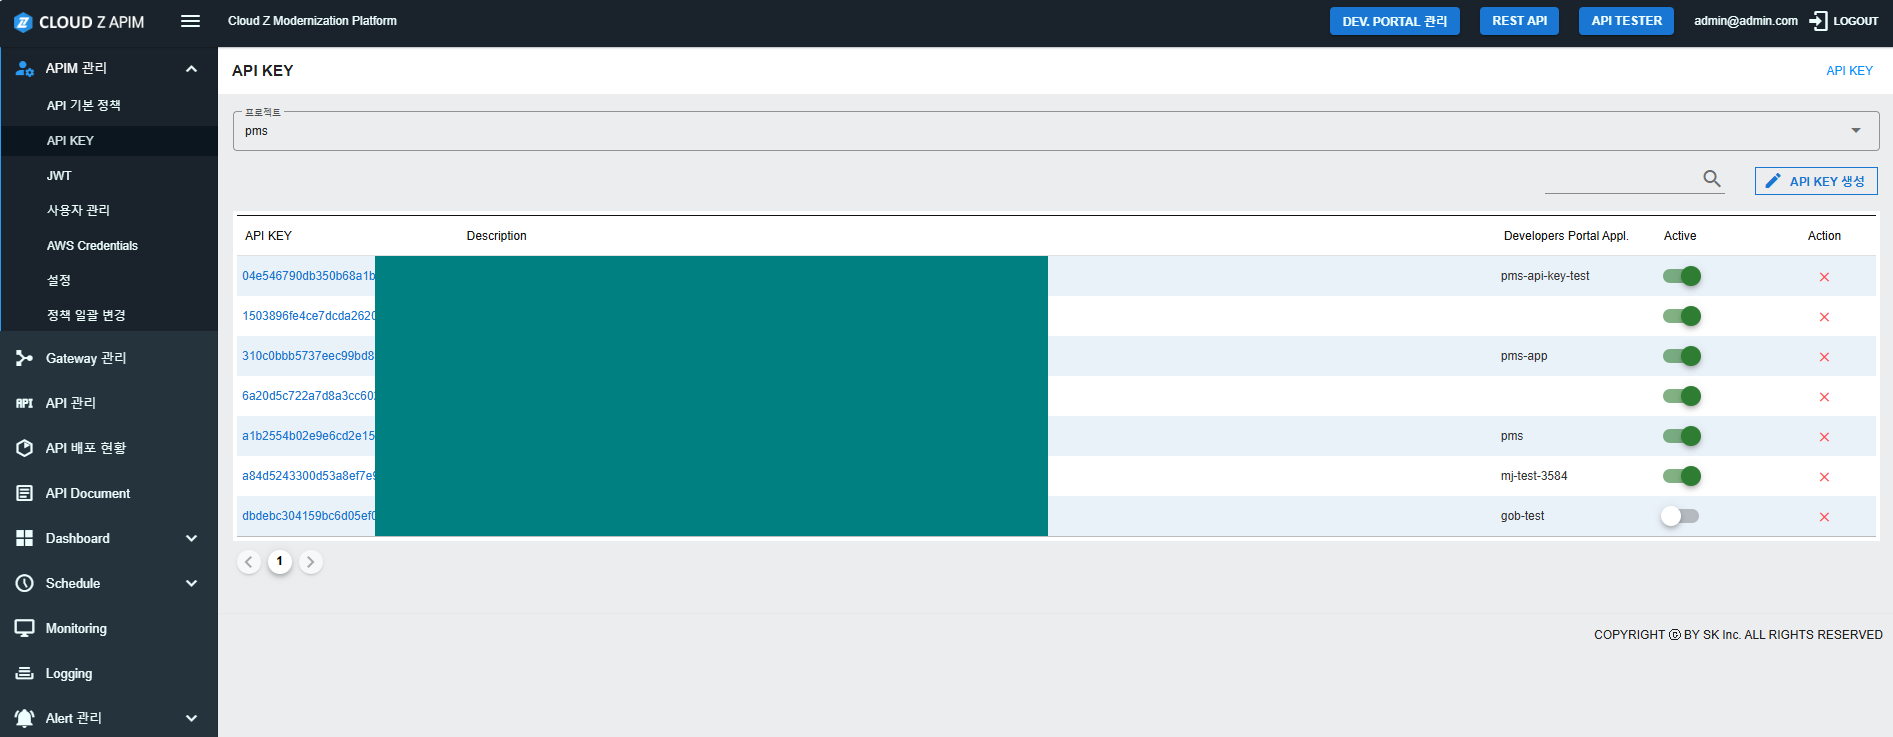 CLOUD Z APIM
Cloud Z Modernization Platform
DEV. PORTAL 관리
REST API
API TESTER
admin@admin.com
LOGOUT
APIM 관리
API 기본 정책
API KEY
JWT
사용자 관리
AWS Credentials
설정
정책 일괄 변경
Gateway 관리
API 관리
API 배포 현황
API Document
Dashboard
Schedule
Monitoring
Logging
Alert 관리
API KEY
API KEY
프로젝트
pms
API KEY 생성
API KEY Description Developers Portal Appl. Active Action
04e546790db350b68a1b pms-api-key-test
1503896fe4ce7dcda2620
310c0bbb5737eec99bd8 pms-app
6a20d5c722a7d8a3cc60
a1b2554b02e9e6cd2e15 pms
a84d5243300d53a8ef7e9 mj-test-3584
dbdebc304159bc6d05ef0 gob-test
1
COPYRIGHT ⓒ BY SK Inc. ALL RIGHTS RESERVED